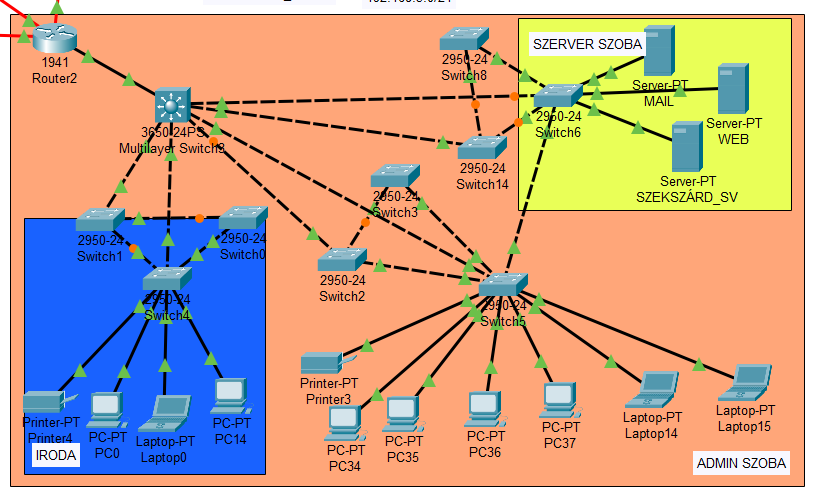 1941
Router2
2950-24
Switch8
SZERVER SZOBA
Server-PT
MAIL
Server-PT
WEB
2950-24
Switch6
3650-24PS
Multilayer Switch3
2950-24
Switch14
Server-PT
SZEKSZÁRD_SV
2950-24
Switch3
2950-24
Switch1
2950-24
Switch0
2950-24
Switch2
2950-24
Switch4
2950-24
Switch5
Printer-PT
Printer4
PC-PT
PC0
Laptop-PT
Laptop0
PC-PT
PC14
IRODA
Printer-PT
Printer3
PC-PT
PC34
PC-PT
PC35
PC-PT
PC36
PC-PT
PC37
Laptop-PT
Laptop14
Laptop-PT
Laptop15
ADMIN SZOBA